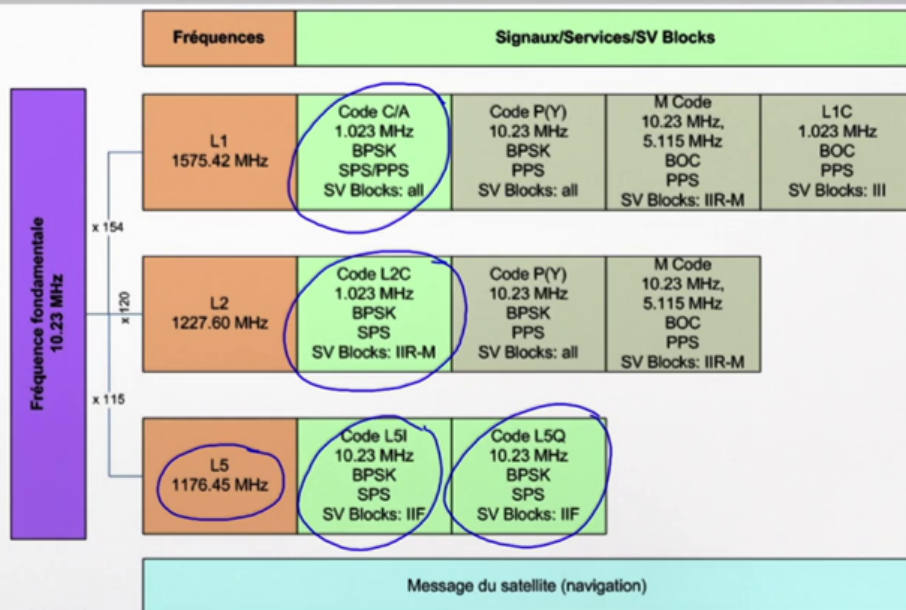 Fréquences
Signaux/Services/SV Blocks
Fréquence fondamentale
10.23 MHz
x 154
x 120
x 115
L1
1575.42 MHz
Code C/A
1.023 MHz
BPSK
SPS/PPS
SV Blocks: all
Code P(Y)
10.23 MHz
BPSK
PPS
SV Blocks: all
M Code
10.23 MHz,
5.115 MHz
BOC
PPS
SV Blocks: IIR-M
L1C
1.023 MHz
BOC
PPS
SV Blocks: III
L2
1227.60 MHz
Code L2C
1.023 MHz
BPSK
SPS
SV Blocks: IIR-M
Code P(Y)
10.23 MHz
BPSK
PPS
SV Blocks: all
M Code
10.23 MHz,
5.115 MHz
BOC
PPS
SV Blocks: IIR-M
L5
1176.45 MHz
Code L5I
10.23 MHz
BPSK
SPS
SV Blocks: IIF
Code L5Q
10.23 MHz
BPSK
SPS
SV Blocks: IIF
Message du satellite (navigation)